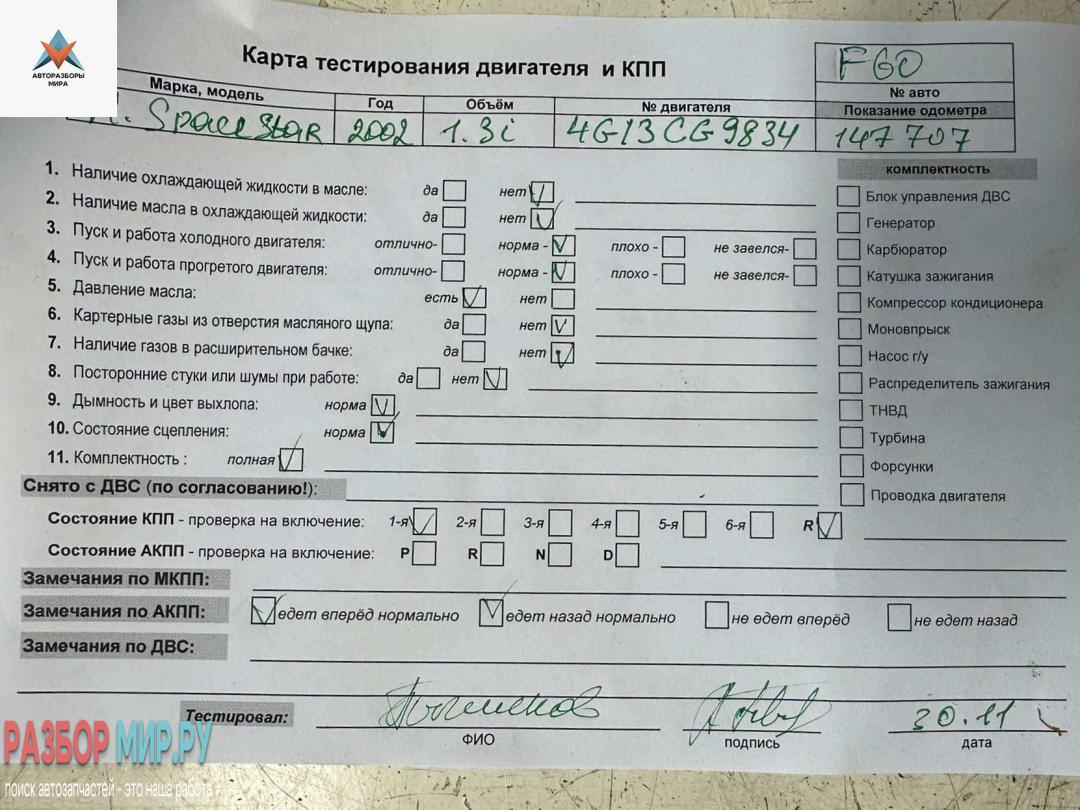 АВТОРАЗБОРЫ
МИРА
Карта тестирования двигателя и КПП
F60
№ авто
Марка, модель Год Объём № двигателя Показание одометра
Space Star 2002 1.3i 4G13CG9834 147 707
1. Наличие охлаждающей жидкости в масле: да нет
2. Наличие масла в охлаждающей жидкости: да нет
3. Пуск и работа холодного двигателя: отлично- норма - плохо - не завелся-
4. Пуск и работа прогретого двигателя: отлично- норма - плохо - не завелся-
5. Давление масла: есть нет
6. Картерные газы из отверстия масляного щупа: да нет
7. Наличие газов в расширительном бачке: да нет
8. Посторонние стуки или шумы при работе: да нет
9. Дымность и цвет выхлопа: норма
10. Состояние сцепления: норма
11. Комплектность : полная
комплектность
Блок управления ДВС
Генератор
Карбюратор
Катушка зажигания
Компрессор кондиционера
Моновпрыск
Насос г/у
Распределитель зажигания
ТНВД
Турбина
Форсунки
Проводка двигателя
Снято с ДВС (по согласованию!):
Состояние КПП - проверка на включение: 1-я 2-я 3-я 4-я 5-я 6-я R
Состояние АКПП - проверка на включение: P R N D
Замечания по МКПП:
Замечания по АКПП: едет вперёд нормально едет назад нормально не едет вперёд не едет назад
Замечания по ДВС:
Тестировал: 30.11
ФИО подпись дата
РАЗБОР МИР.РУ
поиск автозапчастей - это наша работа